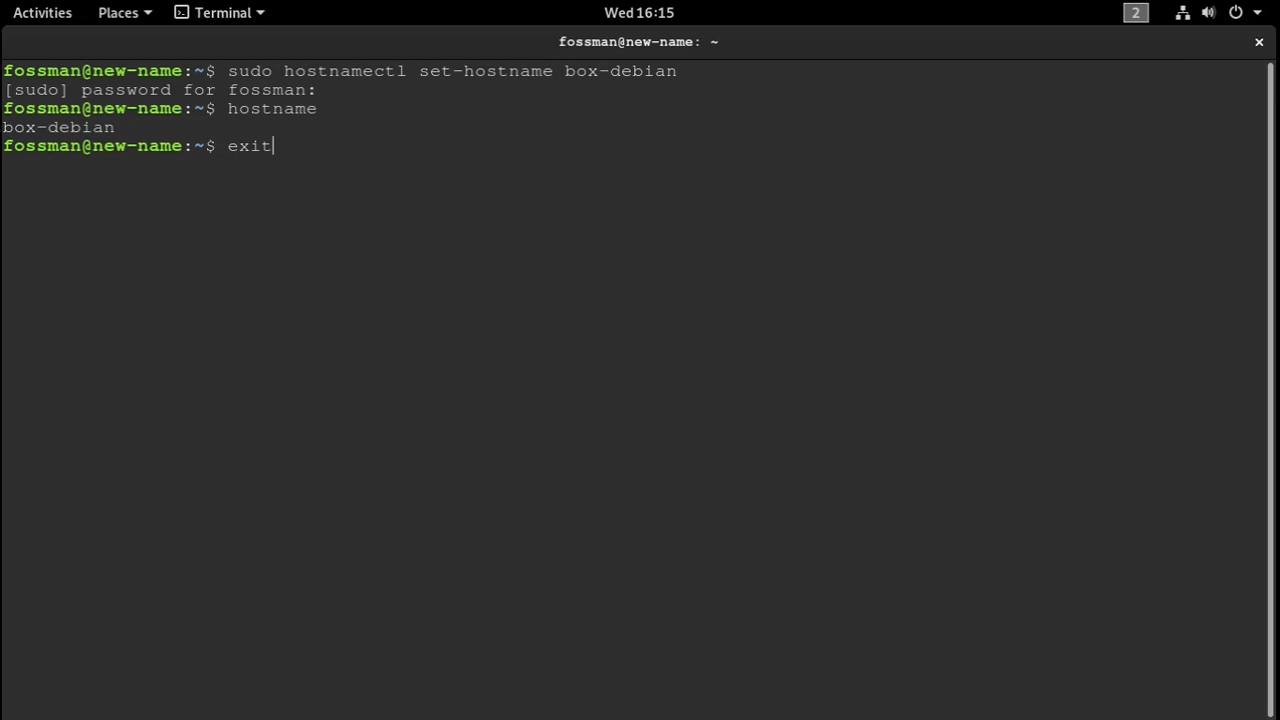 Activities Places Terminal Wed 16:15 2
fossman@new-name: ~
fossman@new-name:~$ sudo hostnamectl set-hostname box-debian
[sudo] password for fossman:
fossman@new-name:~$ hostname
box-debian
fossman@new-name:~$ exit